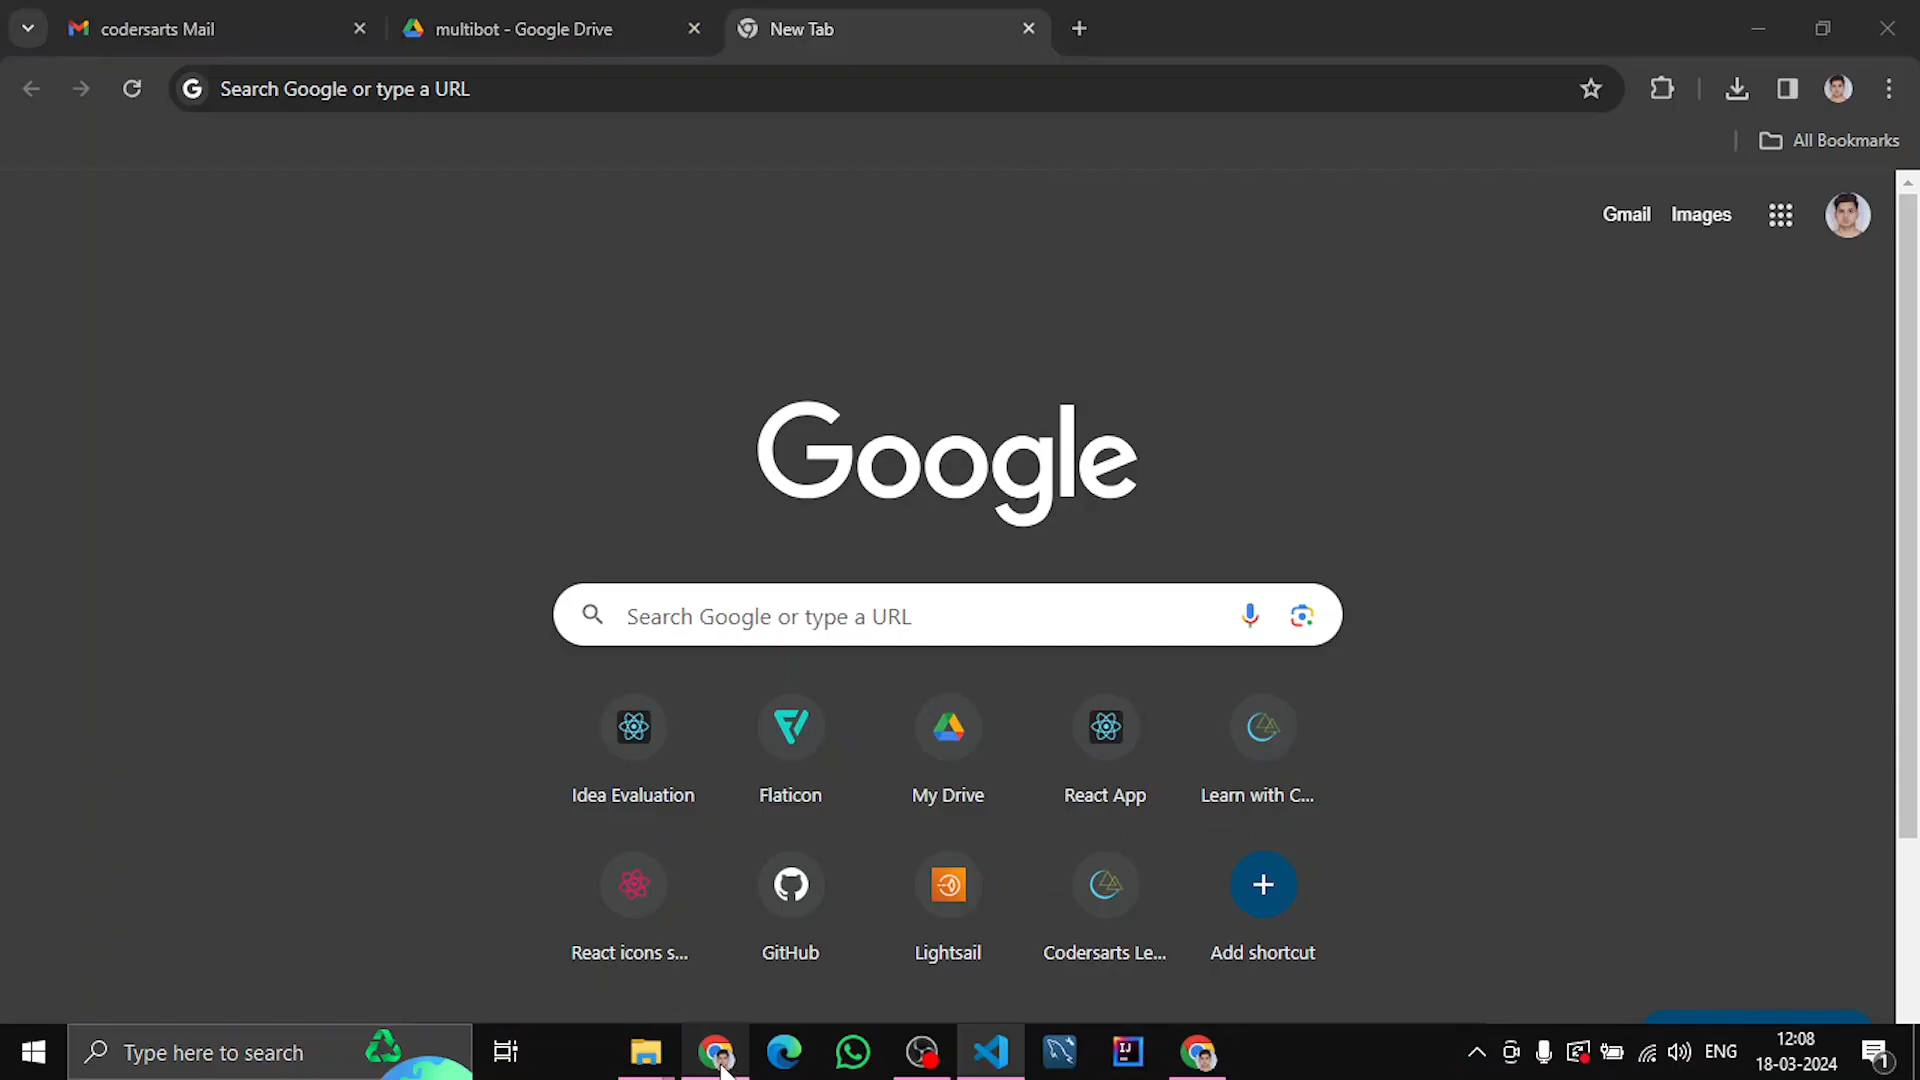 codersarts Mail
multibot - Google Drive
New Tab
Search Google or type a URL
All Bookmarks
Gmail
Images
Google
Search Google or type a URL
Idea Evaluation
Flaticon
My Drive
React App
Learn with C...
React icons s...
GitHub
Lightsail
Codersarts Le...
Add shortcut
Type here to search
ENG
12:08
18-03-2024
1